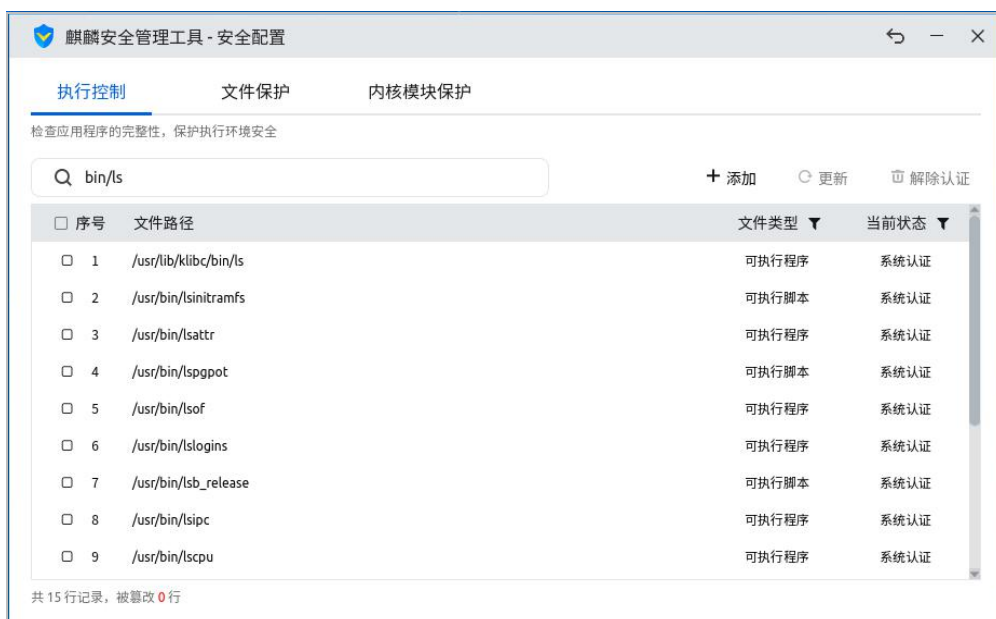 麒麟安全管理工具 - 安全配置
执行控制 文件保护 内核模块保护
检查应用程序的完整性，保护执行环境安全
bin/ls 添加 更新 解除认证
序号 文件路径 文件类型 当前状态
1 /usr/lib/klibc/bin/ls 可执行程序 系统认证
2 /usr/bin/lsinitramfs 可执行脚本 系统认证
3 /usr/bin/lsattr 可执行程序 系统认证
4 /usr/bin/lspgpot 可执行脚本 系统认证
5 /usr/bin/lsof 可执行程序 系统认证
6 /usr/bin/lslogins 可执行程序 系统认证
7 /usr/bin/lsb_release 可执行脚本 系统认证
8 /usr/bin/lsipc 可执行程序 系统认证
9 /usr/bin/lscpu 可执行程序 系统认证
共 15 行记录，被篡改 0 行